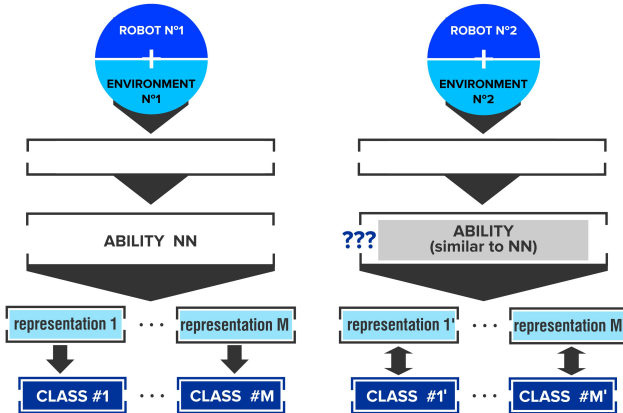 ROBOT Nº1
ENVIRONMENT
Nº1
ABILITY NN
representation 1
...
representation M
CLASS #1
...
CLASS #M
ROBOT Nº2
ENVIRONMENT
Nº2
???
ABILITY
(similar to NN)
representation 1'
...
representation M
CLASS #1'
...
CLASS #M'